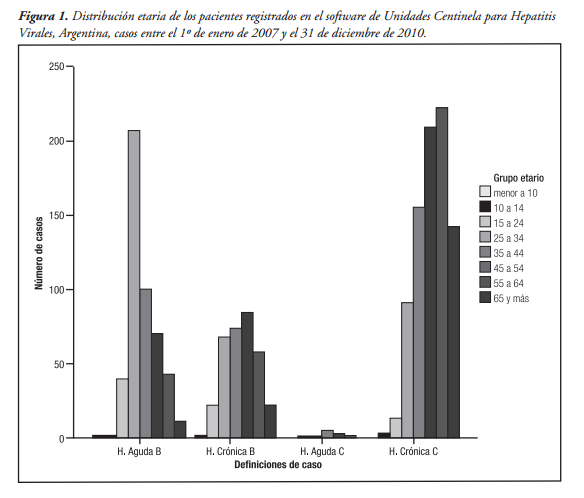 Figura 1. Distribución etaria de los pacientes registrados en el software de Unidades Centinela para Hepatitis
Virales, Argentina, casos entre el 1º de enero de 2007 y el 31 de diciembre de 2010.
250
200
150
100
50
0
Número de casos
H. Aguda B
H. Crónica B
H. Aguda C
H. Crónica C
Definiciones de caso
Grupo etario
menor a 10
10 a 14
15 a 24
25 a 34
35 a 44
45 a 54
55 a 64
65 y más